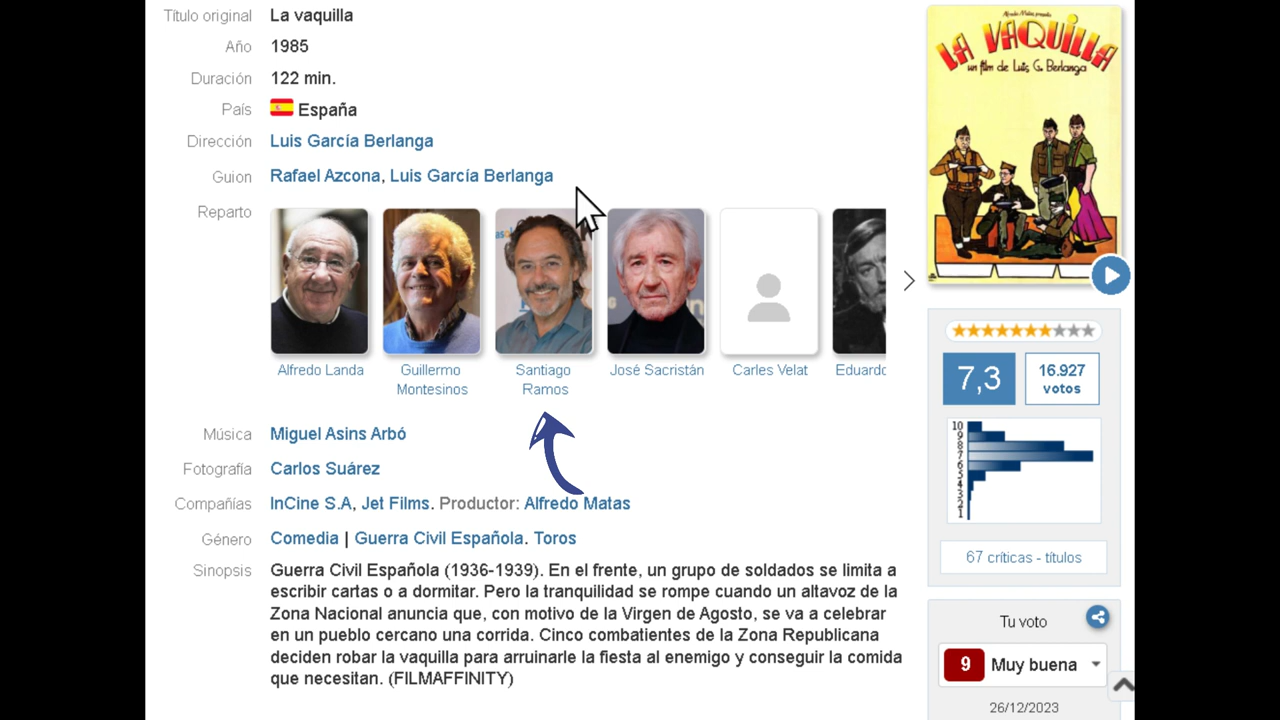 Título original La vaquilla
Año 1985
Duración 122 min.
País España
Dirección Luis García Berlanga
Guion Rafael Azcona, Luis García Berlanga
Reparto
Alfredo Landa
Guillermo
Montesinos
Santiago
Ramos
José Sacristán
Carles Velat
Eduardo
Música Miguel Asins Arbó
Fotografía Carlos Suárez
Compañías InCine S.A, Jet Films. Productor: Alfredo Matas
Género Comedia | Guerra Civil Española. Toros
Sinopsis Guerra Civil Española (1936-1939). En el frente, un grupo de soldados se limita a
escribir cartas o a dormitar. Pero la tranquilidad se rompe cuando un altavoz de la
Zona Nacional anuncia que, con motivo de la Virgen de Agosto, se va a celebrar
en un pueblo cercano una corrida. Cinco combatientes de la Zona Republicana
deciden robar la vaquilla para arruinarle la fiesta al enemigo y conseguir la comida
que necesitan. (FILMAFFINITY)
Alfredo Matas presenta
LA VAQUILLA
un film de Luis G. Berlanga
7,3
16.927
votos
10
9
8
7
6
5
4
3
2
1
67 críticas - títulos
Tu voto
9 Muy buena
26/12/2023